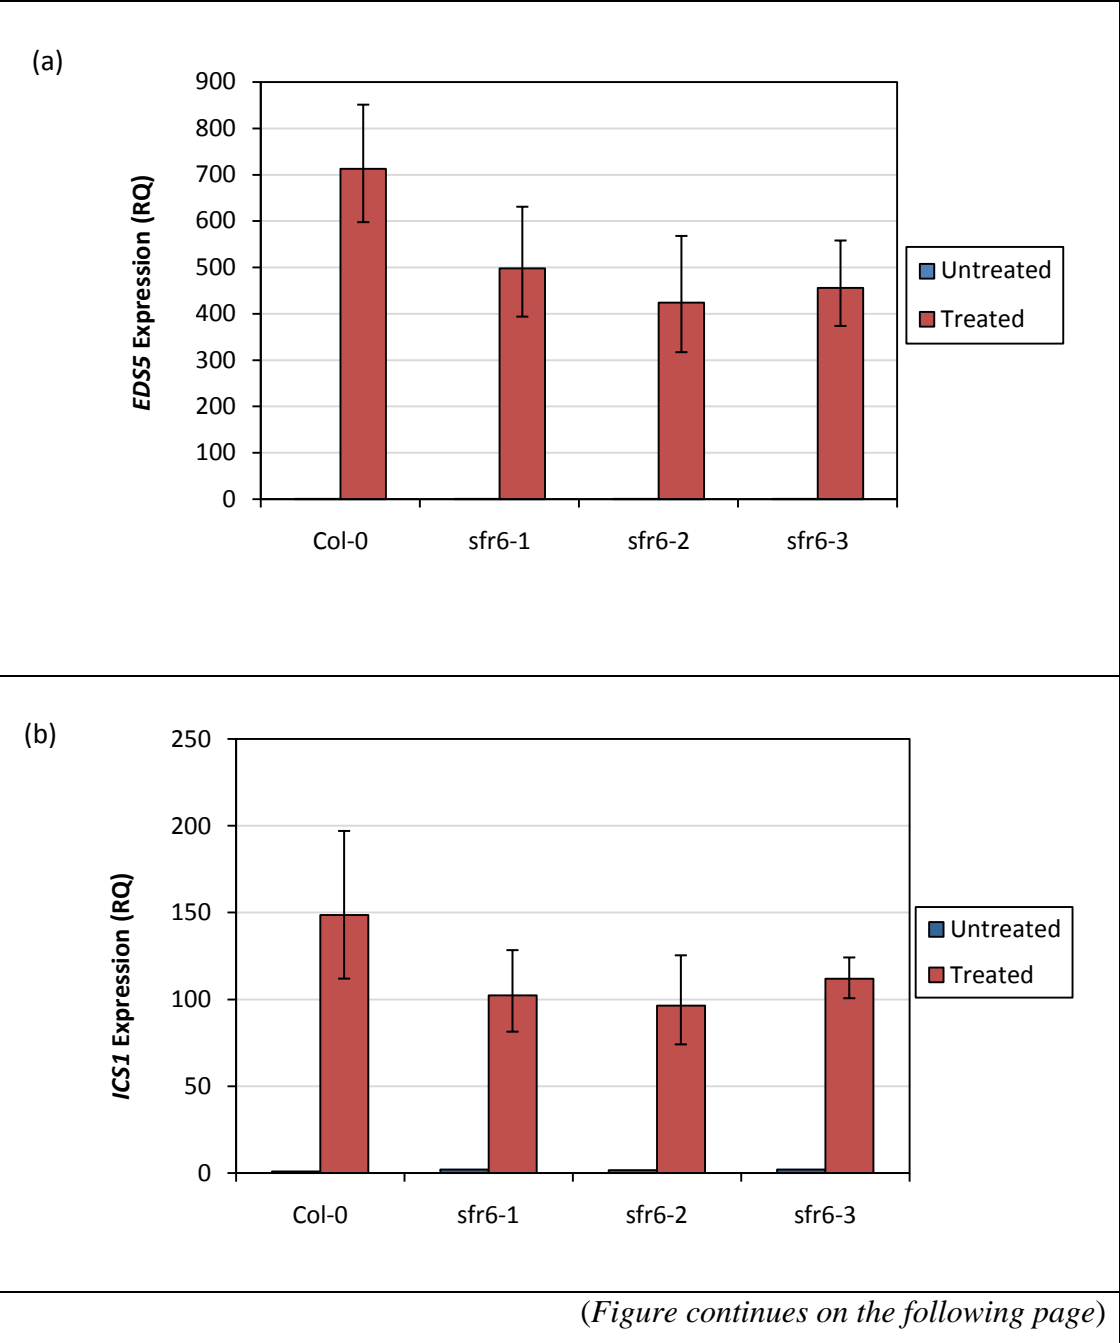 (a)
900
800
700
600
500
400
300
200
100
0
EDS5 Expression (RQ)
Col-0 sfr6-1 sfr6-2 sfr6-3
Untreated
Treated
(b)
250
200
150
100
50
0
ICS1 Expression (RQ)
Col-0 sfr6-1 sfr6-2 sfr6-3
Untreated
Treated
(Figure continues on the following page)